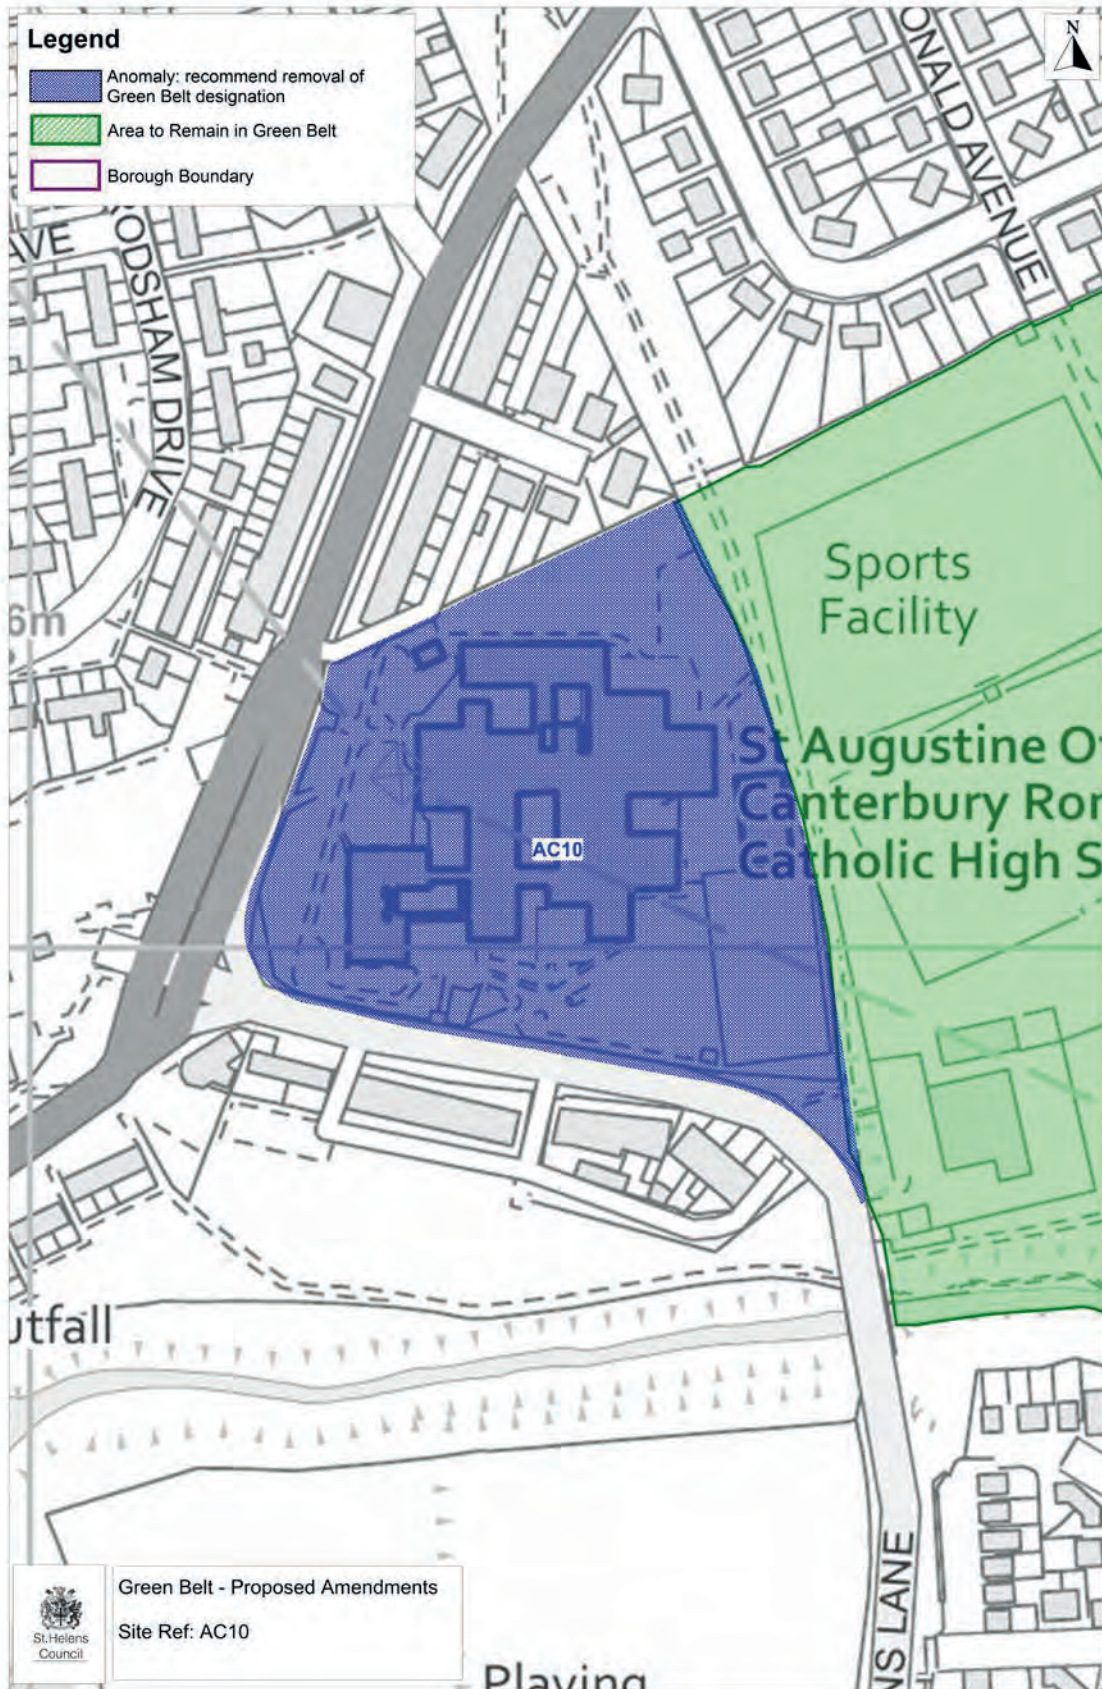 Legend
Anomaly: recommend removal of
Green Belt designation
Area to Remain in Green Belt
Borough Boundary
N
ONALD AVENUE
AVE
RODSHAM DRIVE
6m
Sports
Facility
St Augustine Of
Canterbury Rom
Catholic High S
AC10
utfall
NS LANE
Playing
Green Belt - Proposed Amendments
Site Ref: AC10
St.Helens
Council